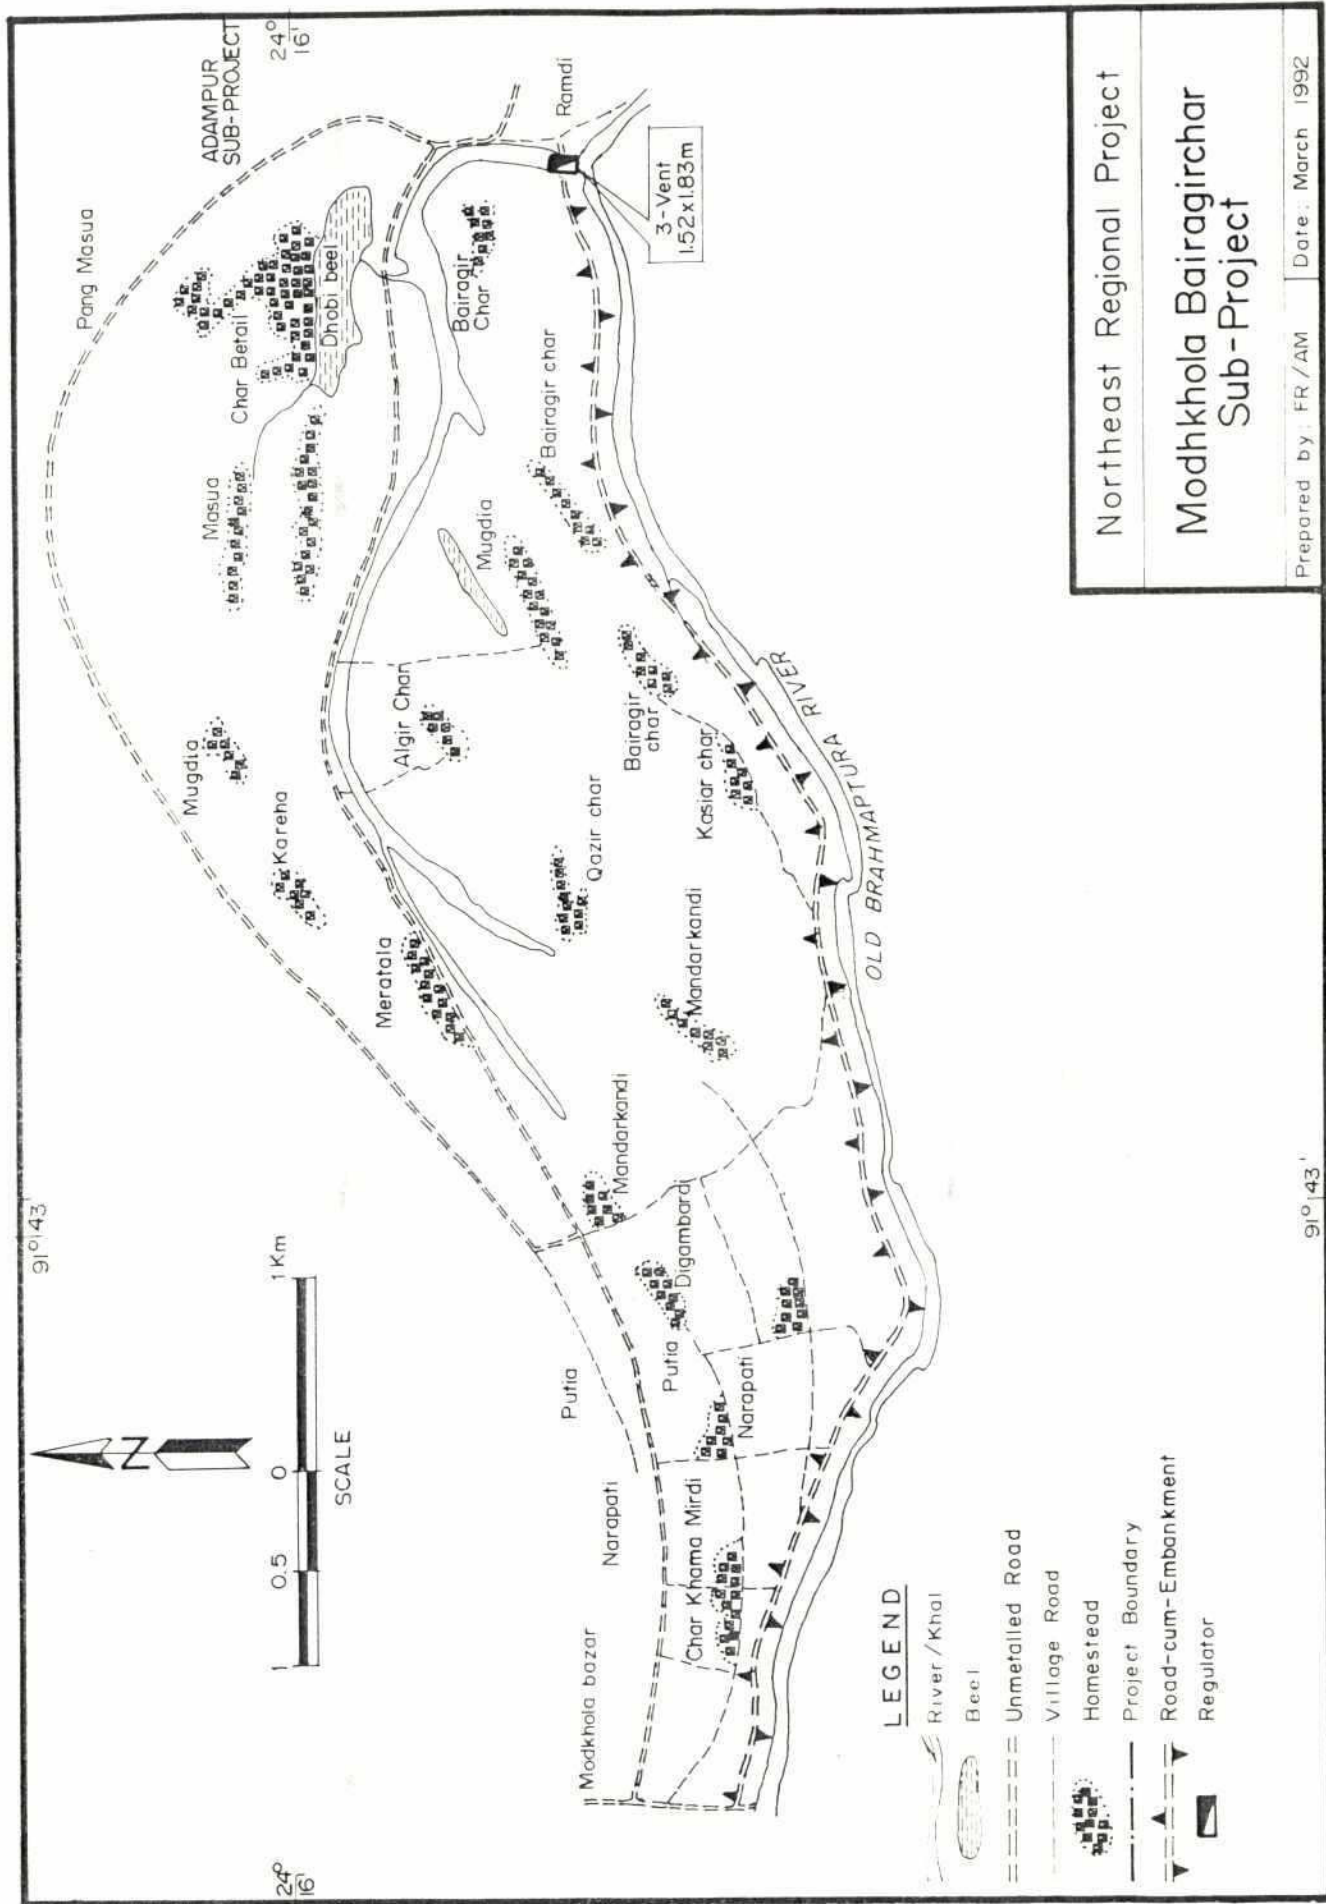 91° 43'
Pang Masua
ADAMPUR
SUB-PROJECT
24°
16'
24°
16'
N
1 0.5 0 1 Km
SCALE
Mugdia
Masua
Char Betail
Kareha
Dhobi beel
Meratala
Algir Char
Bairagir
Char
Mugdia
Bairagir char
Ramdi
Modkhola bazar
Narapati
Putia
Mandarkandi
Qazir char
Bairagir
char
3-Vent
1.52x1.83m
Char Khama Mirdi
Putia
Digambardi
Mandarkandi
Kasiar char
Narapati
OLD BRAHMAPTURA RIVER
LEGEND
River/Khal
Beel
Unmetalled Road
Village Road
Homestead
Project Boundary
Road-cum-Embankment
Regulator
91° 43'
Northeast Regional Project
Modhkhola Bairagirchar
Sub-Project
Prepared by: FR/AM
Date: March 1992